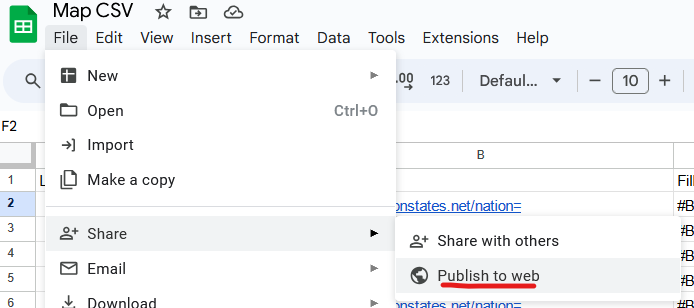 Map CSV
File Edit View Insert Format Data Tools Extensions Help
New
.00 123 Defaul... − 10 +
Open Ctrl+O
Import
F2
Make a copy
B
1 L Fill
2 onstates.net/nation= #B
Share
3
Share with others
4 #B
Email
Publish to web
5
Download
6 onstates.net/nation= #B